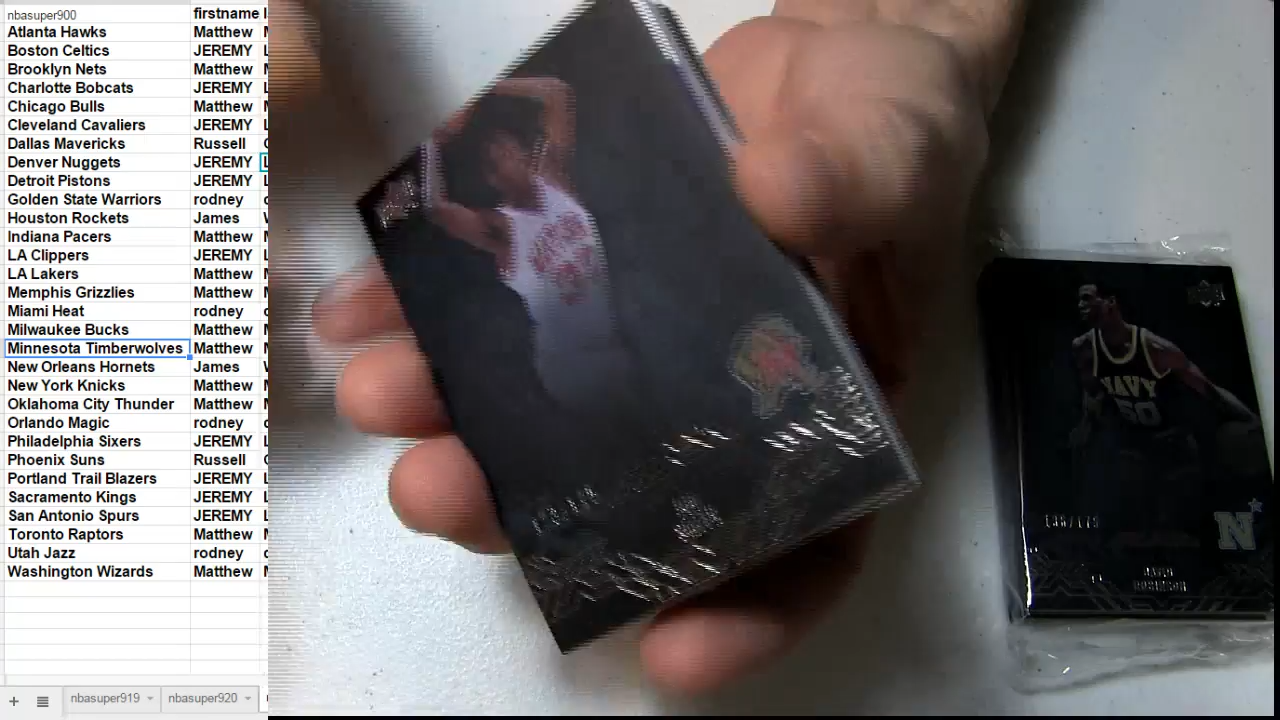 nbasuper900 firstname l
Atlanta Hawks Matthew
Boston Celtics JEREMY L
Brooklyn Nets Matthew
Charlotte Bobcats JEREMY L
Chicago Bulls Matthew
Cleveland Cavaliers JEREMY L
Dallas Mavericks Russell
Denver Nuggets JEREMY L
Detroit Pistons JEREMY L
Golden State Warriors rodney
Houston Rockets James
Indiana Pacers Matthew
LA Clippers JEREMY L
LA Lakers Matthew
Memphis Grizzlies Matthew
Miami Heat rodney
Milwaukee Bucks Matthew
Minnesota Timberwolves Matthew
New Orleans Hornets James
New York Knicks Matthew
Oklahoma City Thunder Matthew
Orlando Magic rodney
Philadelphia Sixers JEREMY L
Phoenix Suns Russell
Portland Trail Blazers JEREMY L
Sacramento Kings JEREMY L
San Antonio Spurs JEREMY L
Toronto Raptors Matthew
Utah Jazz rodney
Washington Wizards Matthew
nbasuper919 nbasuper920
NAVY
50
N
DAVID
ROBINSON